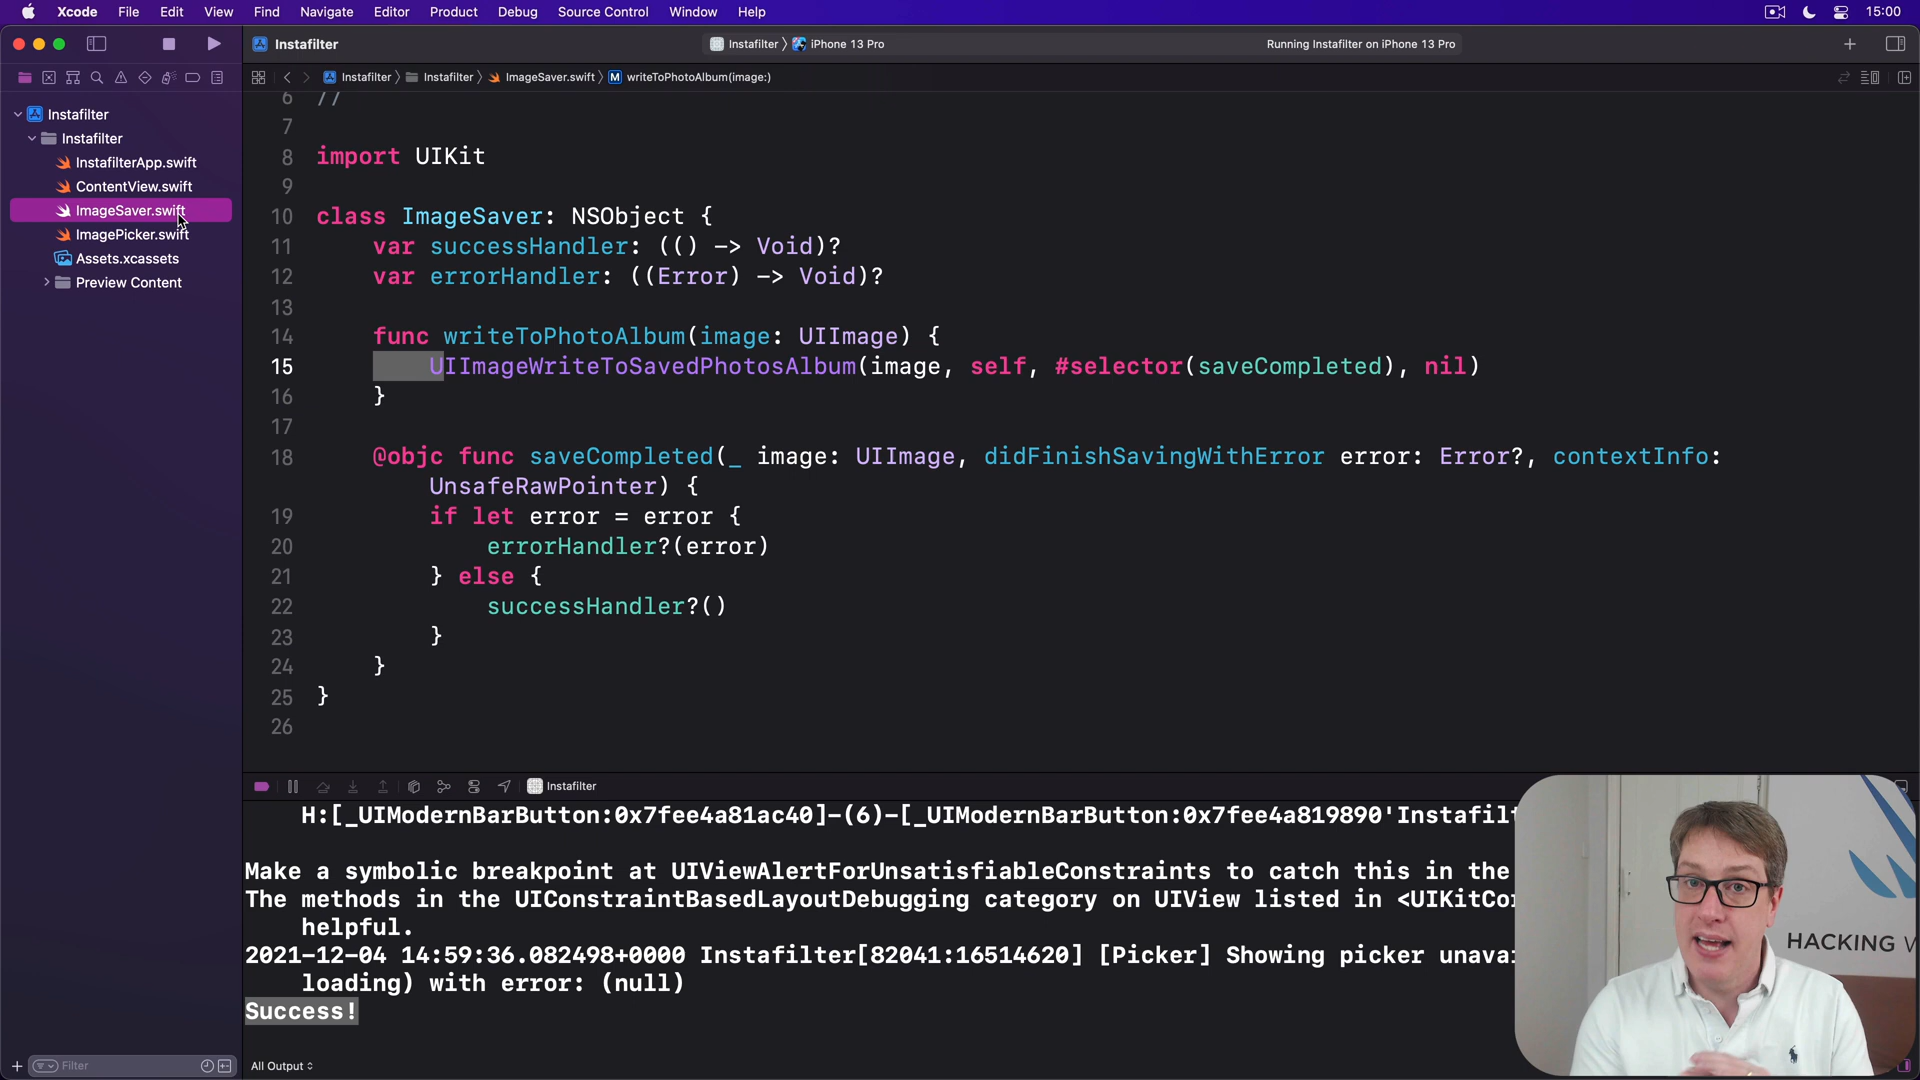 Xcode File Edit View Find Navigate Editor Product Debug Source Control Window Help 15:00
Instafilter Instafilter iPhone 13 Pro Running Instafilter on iPhone 13 Pro
Instafilter Instafilter ImageSaver.swift M writeToPhotoAlbum(image:)
Instafilter
Instafilter
InstafilterApp.swift
ContentView.swift
ImageSaver.swift
ImagePicker.swift
Assets.xcassets
Preview Content
6 //
7
8 import UIKit
9
10 class ImageSaver: NSObject {
11 var successHandler: (() -> Void)?
12 var errorHandler: ((Error) -> Void)?
13
14 func writeToPhotoAlbum(image: UIImage) {
15 UIImageWriteToSavedPhotosAlbum(image, self, #selector(saveCompleted), nil)
16 }
17
18 @objc func saveCompleted(_ image: UIImage, didFinishSavingWithError error: Error?, contextInfo:
UnsafeRawPointer) {
19 if let error = error {
20 errorHandler?(error)
21 } else {
22 successHandler?()
23 }
24 }
25 }
26
Instafilter
H:[_UIModernBarButton:0x7fee4a81ac40]-(6)-[_UIModernBarButton:0x7fee4a819890'Instafilt
Make a symbolic breakpoint at UIViewAlertForUnsatisfiableConstraints to catch this in the
The methods in the UIConstraintBasedLayoutDebugging category on UIView listed in <UIKitCor
helpful.
2021-12-04 14:59:36.082498+0000 Instafilter[82041:16514620] [Picker] Showing picker unavai
loading) with error: (null)
Success!
HACKING W
Filter
All Output